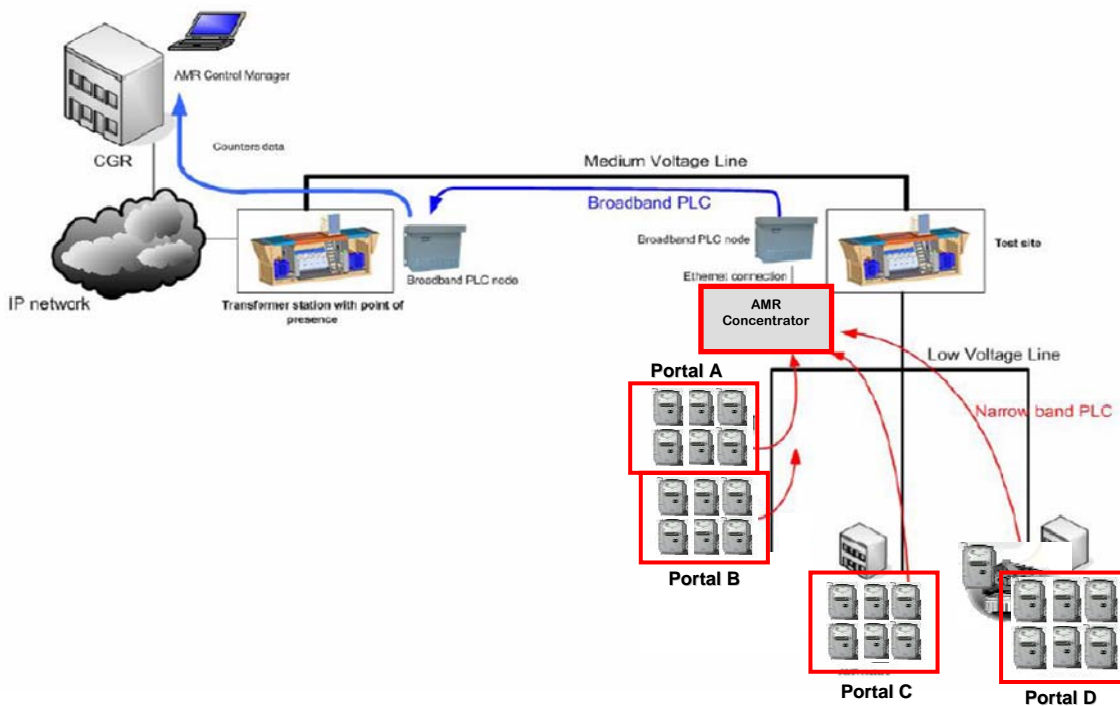 AMR Control Manager
Counters data
CGR
Medium Voltage Line
Broadband PLC
Broadband PLC node
Test site
Broadband PLC node
Ethernet connection
IP network
Transformer station with point of
presence
AMR
Concentrator
Low Voltage Line
Portal A
Narrow band PLC
Portal B
Portal C
Portal D